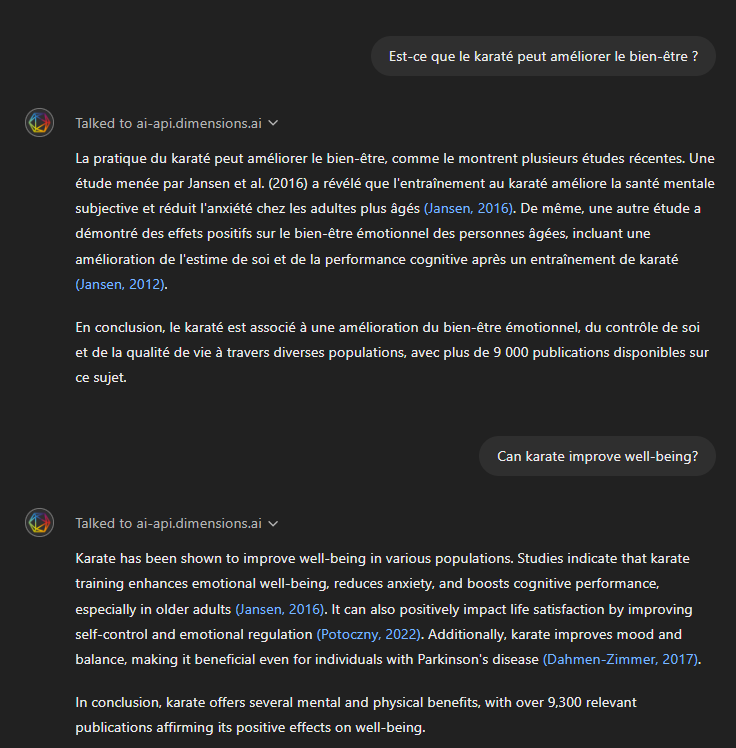 Est-ce que le karaté peut améliorer le bien-être ?
Talked to ai-api.dimensions.ai
La pratique du karaté peut améliorer le bien-être, comme le montrent plusieurs études récentes. Une
étude menée par Jansen et al. (2016) a révélé que l'entraînement au karaté améliore la santé mentale
subjective et réduit l'anxiété chez les adultes plus âgés (Jansen, 2016). De même, une autre étude a
démontré des effets positifs sur le bien-être émotionnel des personnes âgées, incluant une
amélioration de l'estime de soi et de la performance cognitive après un entraînement de karaté
(Jansen, 2012).
En conclusion, le karaté est associé à une amélioration du bien-être émotionnel, du contrôle de soi
et de la qualité de vie à travers diverses populations, avec plus de 9 000 publications disponibles sur
ce sujet.
Can karate improve well-being?
Talked to ai-api.dimensions.ai
Karate has been shown to improve well-being in various populations. Studies indicate that karate
training enhances emotional well-being, reduces anxiety, and boosts cognitive performance,
especially in older adults (Jansen, 2016). It can also positively impact life satisfaction by improving
self-control and emotional regulation (Potoczny, 2022). Additionally, karate improves mood and
balance, making it beneficial even for individuals with Parkinson's disease (Dahmen-Zimmer, 2017).
In conclusion, karate offers several mental and physical benefits, with over 9,300 relevant
publications affirming its positive effects on well-being.